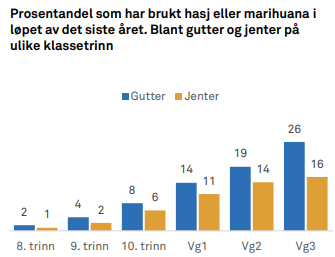 Prosentandel som har brukt hasj eller marihuana i
løpet av det siste året. Blant gutter og jenter på
ulike klassetrinn
Gutter Jenter
2 1 4 2 8 6 14 11 19 14 26 16
8. trinn 9. trinn 10. trinn Vg1 Vg2 Vg3